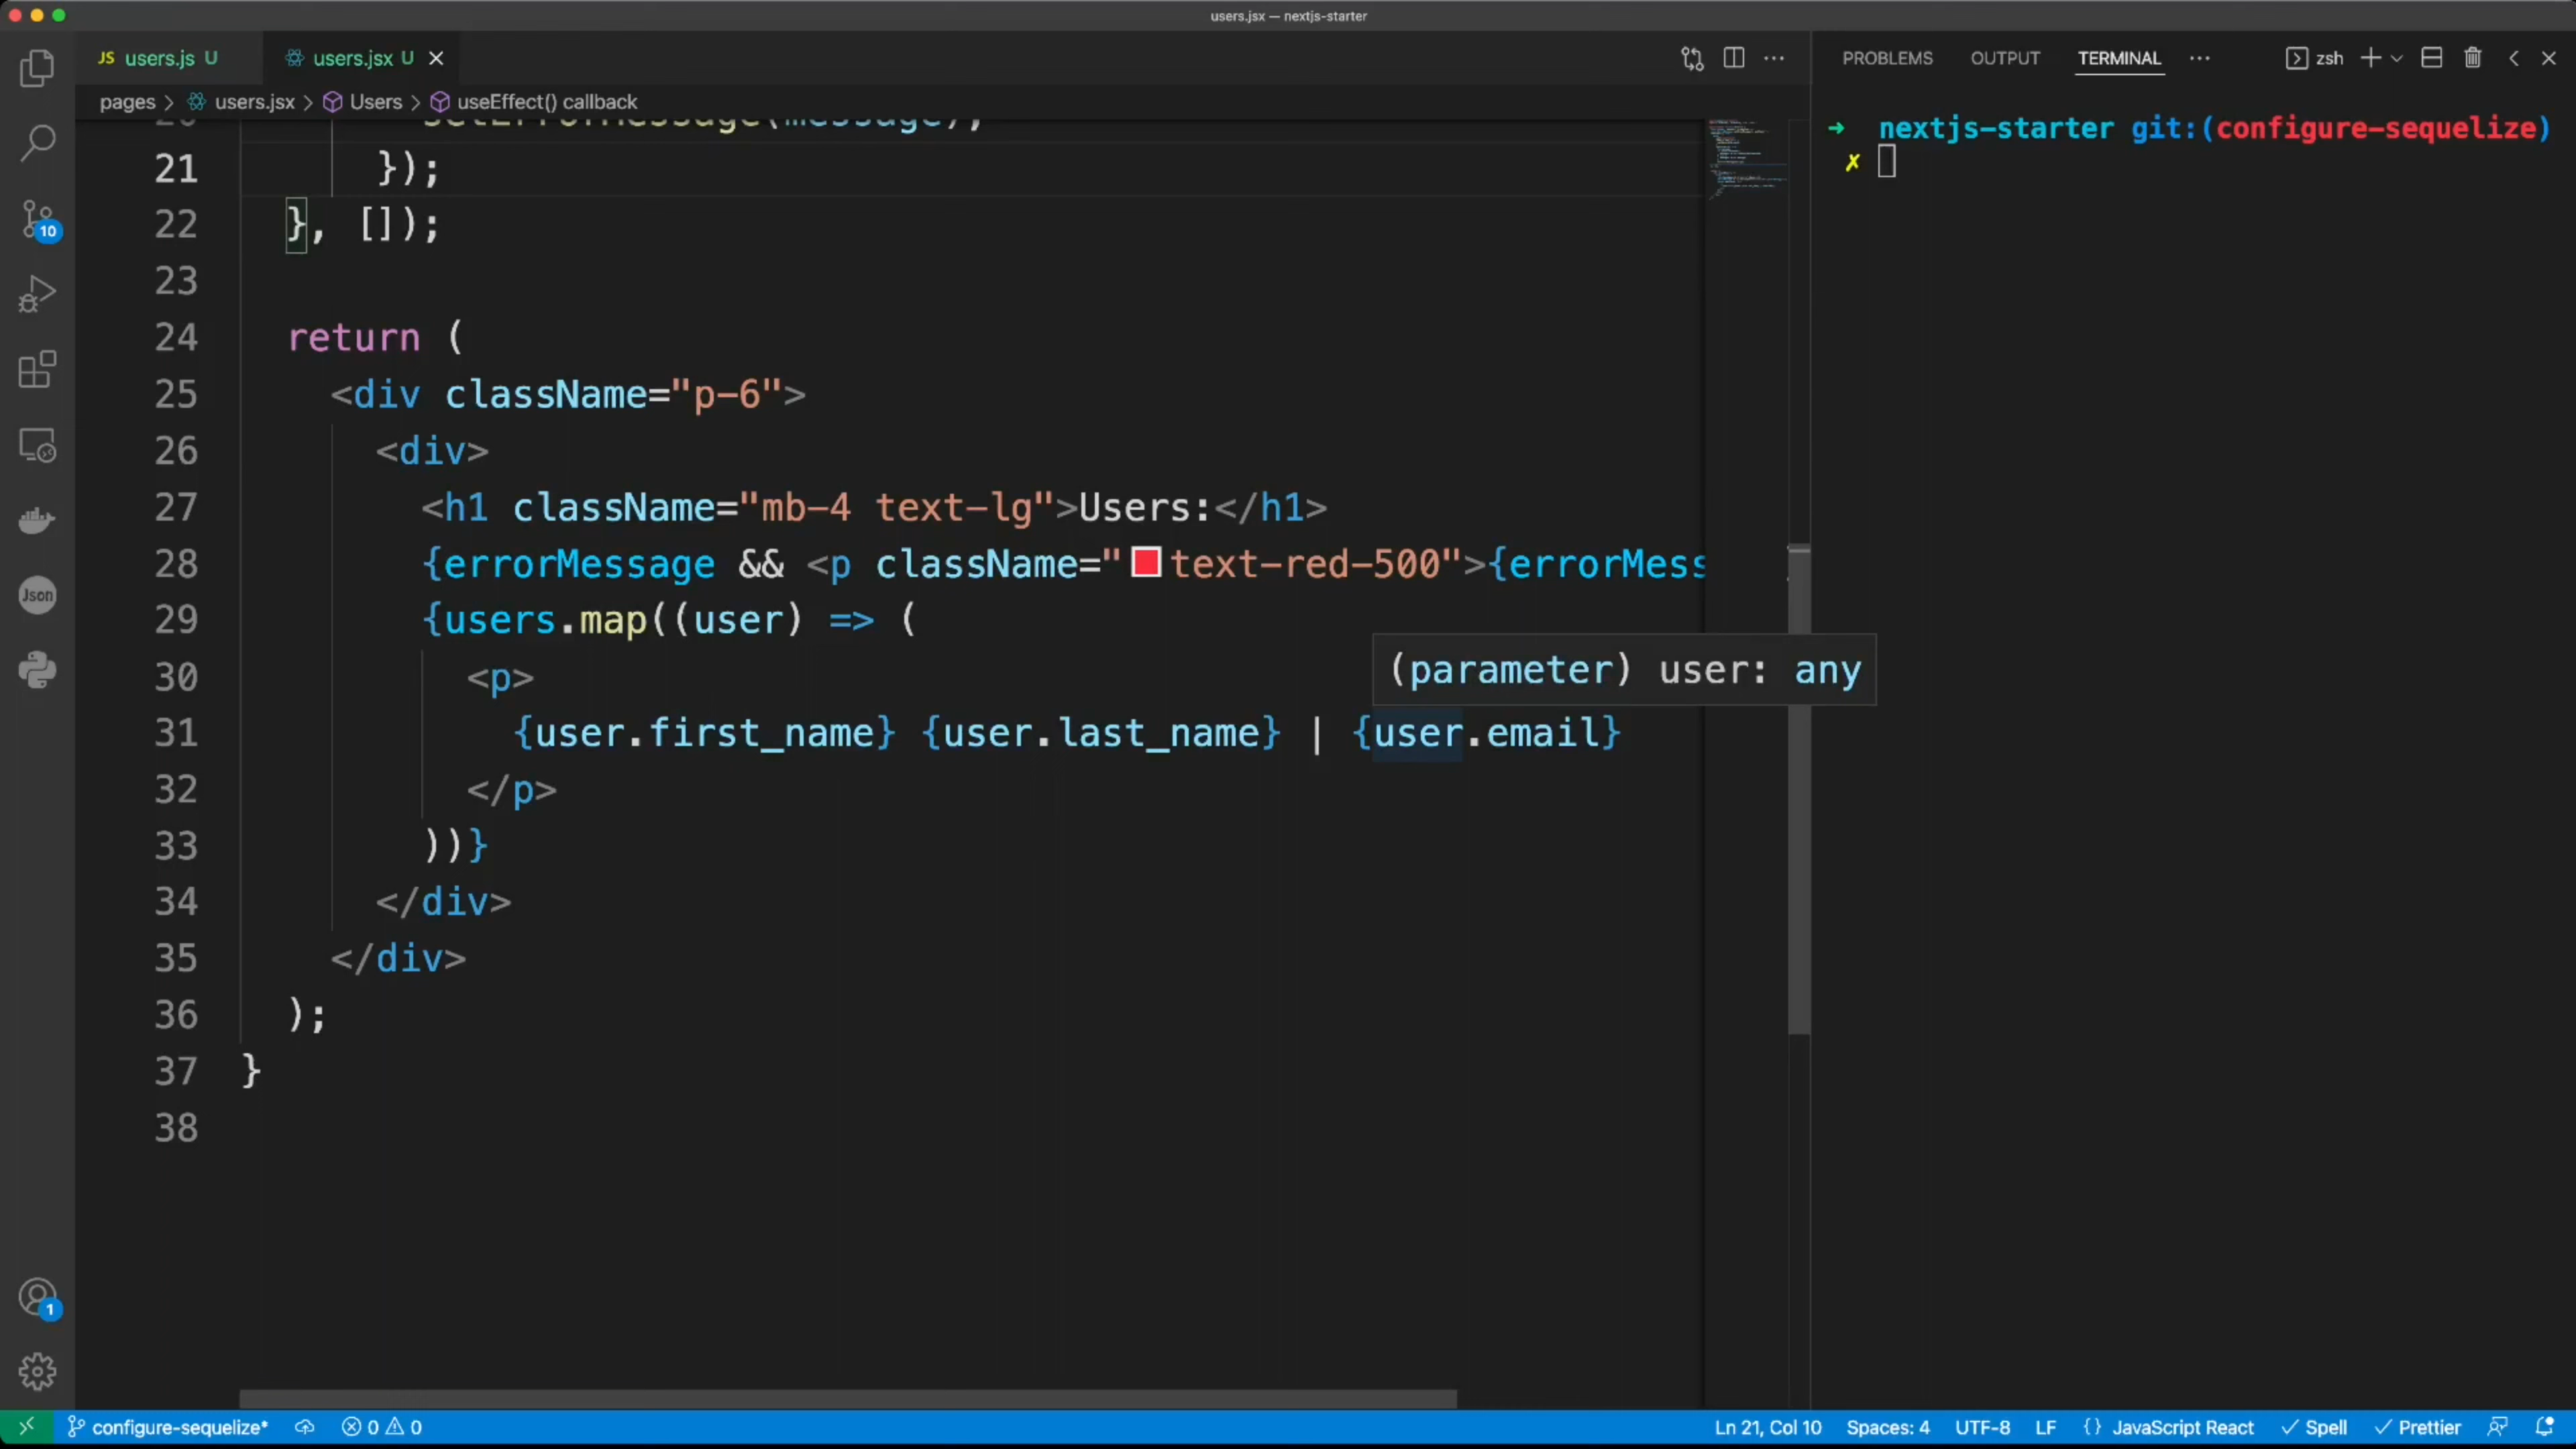 users.jsx — nextjs-starter
JS users.js U
users.jsx U
PROBLEMS OUTPUT TERMINAL ··· zsh
pages > users.jsx > Users > useEffect() callback
nextjs-starter git:(configure-sequelize)
✗
20 setErrorMessage(message);
21 });
22 }, []);
23
24 return (
25 <div className="p-6">
26 <div>
27 <h1 className="mb-4 text-lg">Users:</h1>
28 {errorMessage && <p className="text-red-500">{errorMess
29 {users.map((user) => (
(parameter) user: any
30 <p>
31 {user.first_name} {user.last_name} | {user.email}
32 </p>
33 ))}
34 </div>
35 </div>
36 );
37 }
38
10
Json
1
configure-sequelize* 0 0
Ln 21, Col 10 Spaces: 4 UTF-8 LF {} JavaScript React Spell Prettier